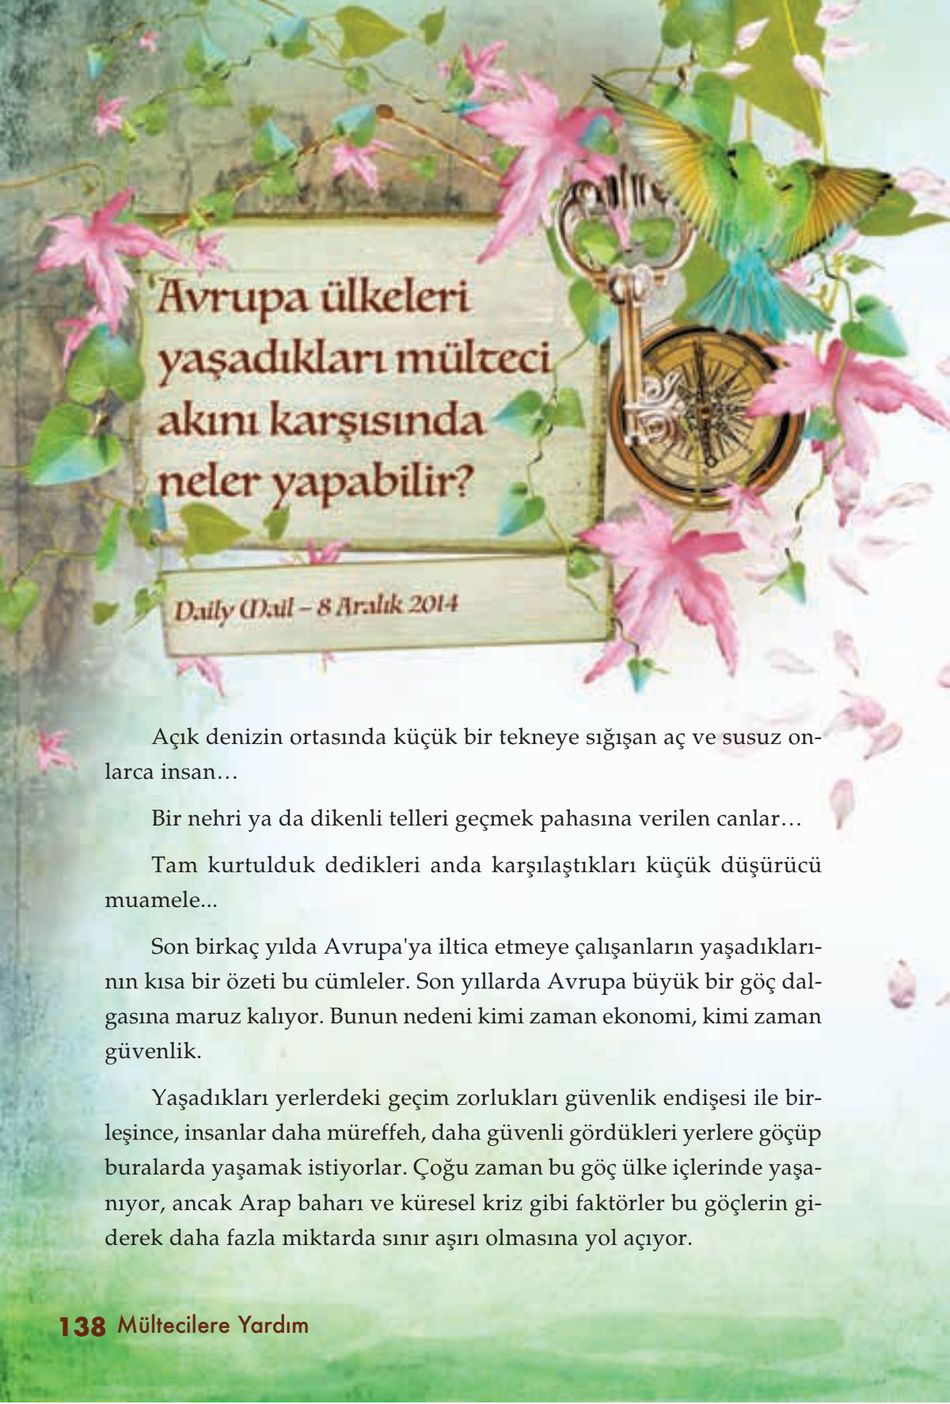 Avrupa ülkeleri
yaşadıkları mülteci
akını karşısında
neler yapabilir?
Daily Mail – 8 Aralık 2014
Açık denizin ortasında küçük bir tekneye sığışan aç ve susuz on-
larca insan…
Bir nehri ya da dikenli telleri geçmek pahasına verilen canlar…
Tam kurtulduk dedikleri anda karşılaştıkları küçük düşürücü
muamele...
Son birkaç yılda Avrupa'ya iltica etmeye çalışanların yaşadıkları-
nın kısa bir özeti bu cümleler. Son yıllarda Avrupa büyük bir göç dal-
gasına maruz kalıyor. Bunun nedeni kimi zaman ekonomi, kimi zaman
güvenlik.
Yaşadıkları yerlerdeki geçim zorlukları güvenlik endişesi ile bir-
leşince, insanlar daha müreffeh, daha güvenli gördükleri yerlere göçüp
buralarda yaşamak istiyorlar. Çoğu zaman bu göç ülke içlerinde yaşa-
nıyor, ancak Arap baharı ve küresel kriz gibi faktörler bu göçlerin gi-
derek daha fazla miktarda sınır aşırı olmasına yol açıyor.
138 Mültecilere Yardım